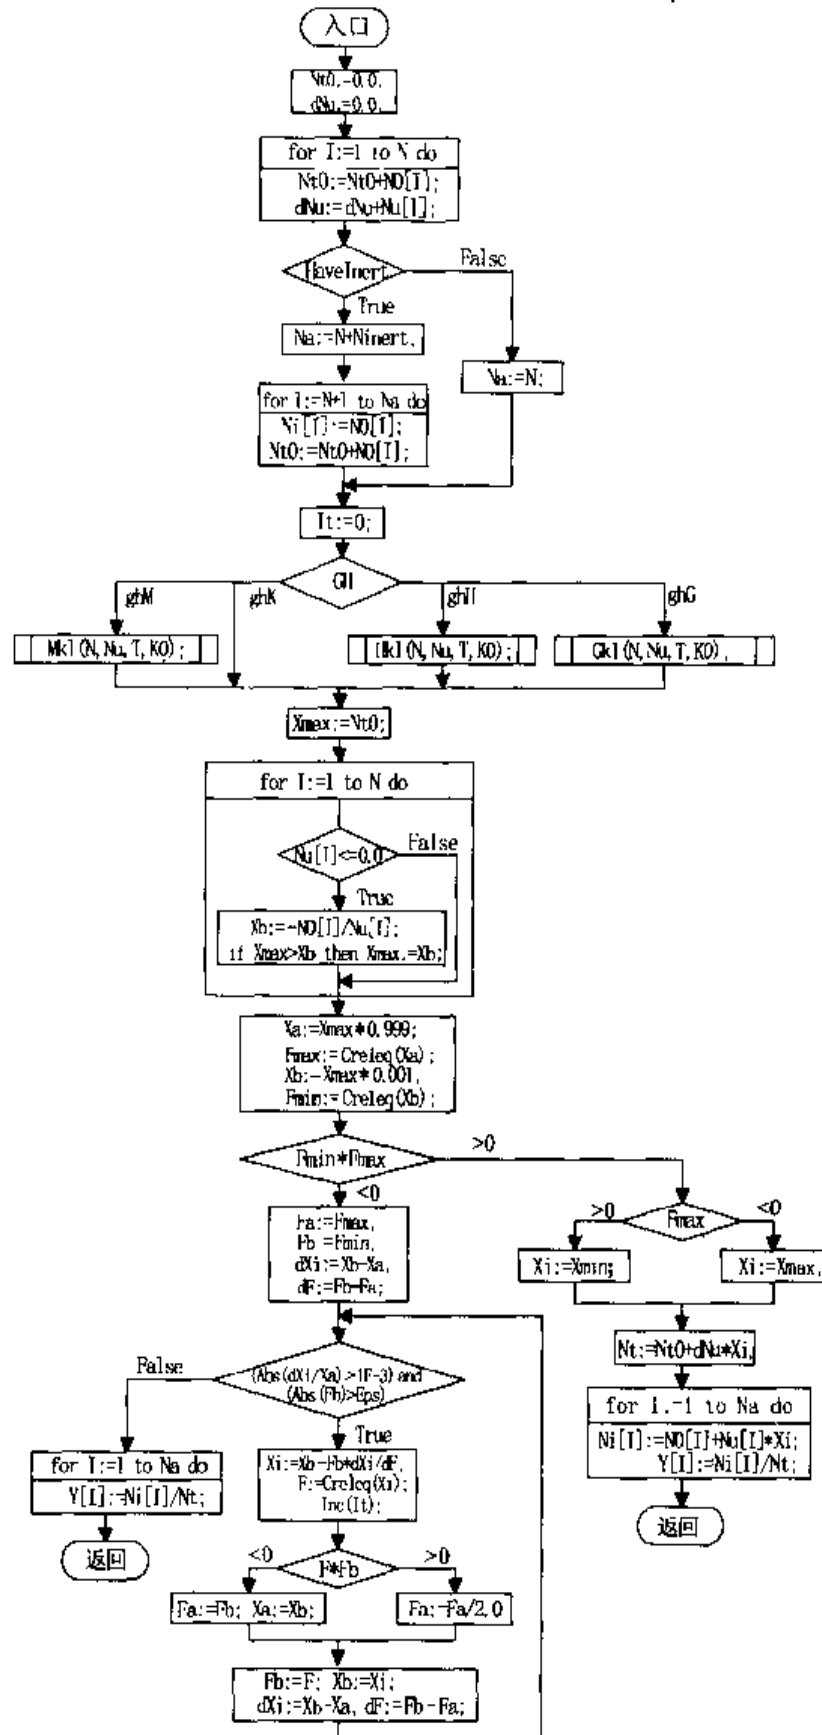 入口
Nt0:=0.0;
dNu:=0.0;
for I:=1 to N do
Nt0:=Nt0+N0[I];
dNu:=dNu+Nu[I];
HaveInert
False
True
Na:=N+Ninert;
Na:=N;
for I:=N+1 to Na do
Ni[I]:=N0[I];
Nt0:=Nt0+N0[I];
It:=0;
GH
ghM
ghK
ghH
ghG
Mk1(N,Nu,T,K0);
Hk1(N,Nu,T,K0);
Gk1(N,Nu,T,K0);
Xmax:=Nt0;
for I:=1 to N do
Nu[I]<=0.0
False
True
Xb:=-N0[I]/Nu[I];
if Xmax>Xb then Xmax:=Xb;
Xa:=Xmax*0.999;
Fmax:=Creleq(Xa);
Xb:=Xmax*0.001;
Fmin:=Creleq(Xb);
Fmin*Fmax
>0
<0
Fa:=Fmax;
Fb:=Fmin;
dXi:=Xb-Xa;
dF:=Fb-Fa;
>0
Fmax
<0
Xi:=Xmin;
Xi:=Xmax;
Nt:=Nt0+dNu*Xi;
for I:=1 to Na do
Ni[I]:=N0[I]+Nu[I]*Xi;
Y[I]:=Ni[I]/Nt;
返回
(Abs(dXi/Xa)>1E-3) and
(Abs(Fb)>Eps)
False
True
for I:=1 to Na do
Y[I]:=Ni[I]/Nt;
返回
Xi:=Xb-Fb*dXi/dF;
F:=Creleq(Xi);
Inc(It);
<0
F*Fb
>0
Fa:=Fb; Xa:=Xb;
Fa:=Fa/2.0
Fb:=F; Xb:=Xi;
dXi:=Xb-Xa; dF:=Fb-Fa;